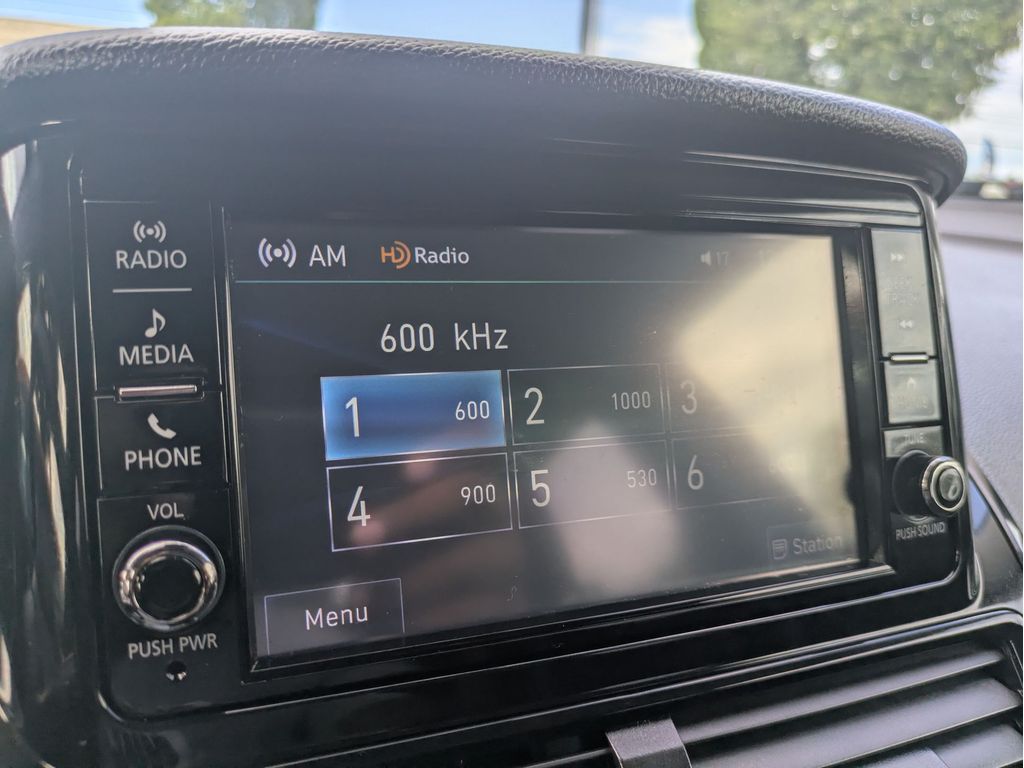 RADIO
MEDIA
PHONE
VOL
PUSH PWR
AM HD Radio 17
600 kHz
1 600 2 1000 3
4 900 5 530 6
Menu
Station
TUNE
PUSH SOUND